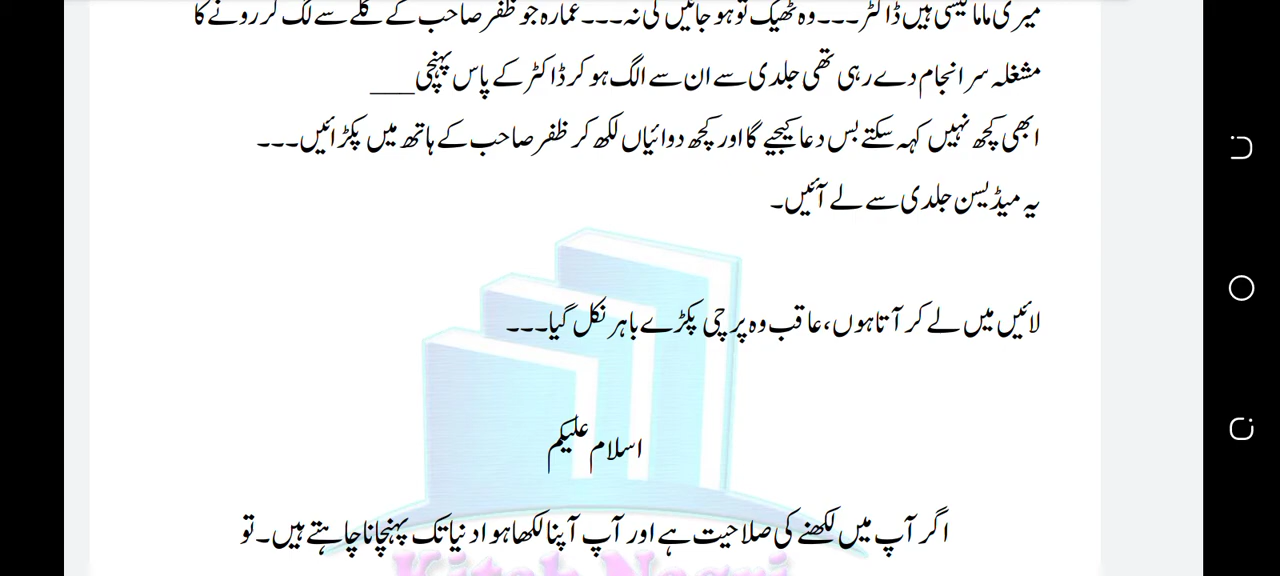 میری ماما کیسی ہیں ڈاکٹر ۔۔۔وہ ٹھیک تو ہو جائیں گی نہ۔۔۔عمارہ جو ظفر صاحب کے گلے سے لگ کر رونے کا
مشغلہ سرانجام دے رہی تھی جلدی سے ان سے الگ ہو کر ڈاکٹر کے پاس پہنچی___
ابھی کچھ نہیں کہہ سکتے بس دعا کیجیے گا اور کچھ دوائیاں لکھ کر ظفر صاحب کے ہاتھ میں پکڑائیں۔۔۔
یہ میڈیسن جلدی سے لے آئیں۔
لائیں میں لے کر آتا ہوں، عاقب وہ پرچی پکڑے باہر نکل گیا۔۔۔
اسلام علیکم
اگر آپ میں لکھنے کی صلاحیت ہے اور آپ آپنا لکھا ہوا دنیا تک پہنچانا چاہتے ہیں۔ تو
Kitab Nagri